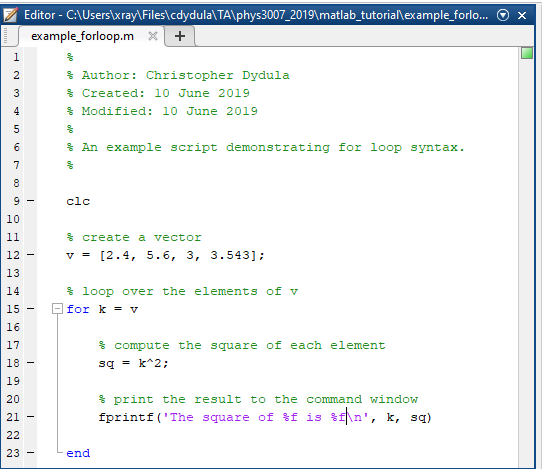 Editor - C:\Users\xray\Files\cdydula\TA\phys3007_2019\matlab_tutorial\example_forlo...
example_forloop.m
1 %
2 % Author: Christopher Dydula
3 % Created: 10 June 2019
4 % Modified: 10 June 2019
5 %
6 % An example script demonstrating for loop syntax.
7 %
8
9 – clc
10
11 % create a vector
12 – v = [2.4, 5.6, 3, 3.543];
13
14 % loop over the elements of v
15 – for k = v
16
17 % compute the square of each element
18 – sq = k^2;
19
20 % print the result to the command window
21 – fprintf('The square of %f is %f\n', k, sq)
22
23 – end